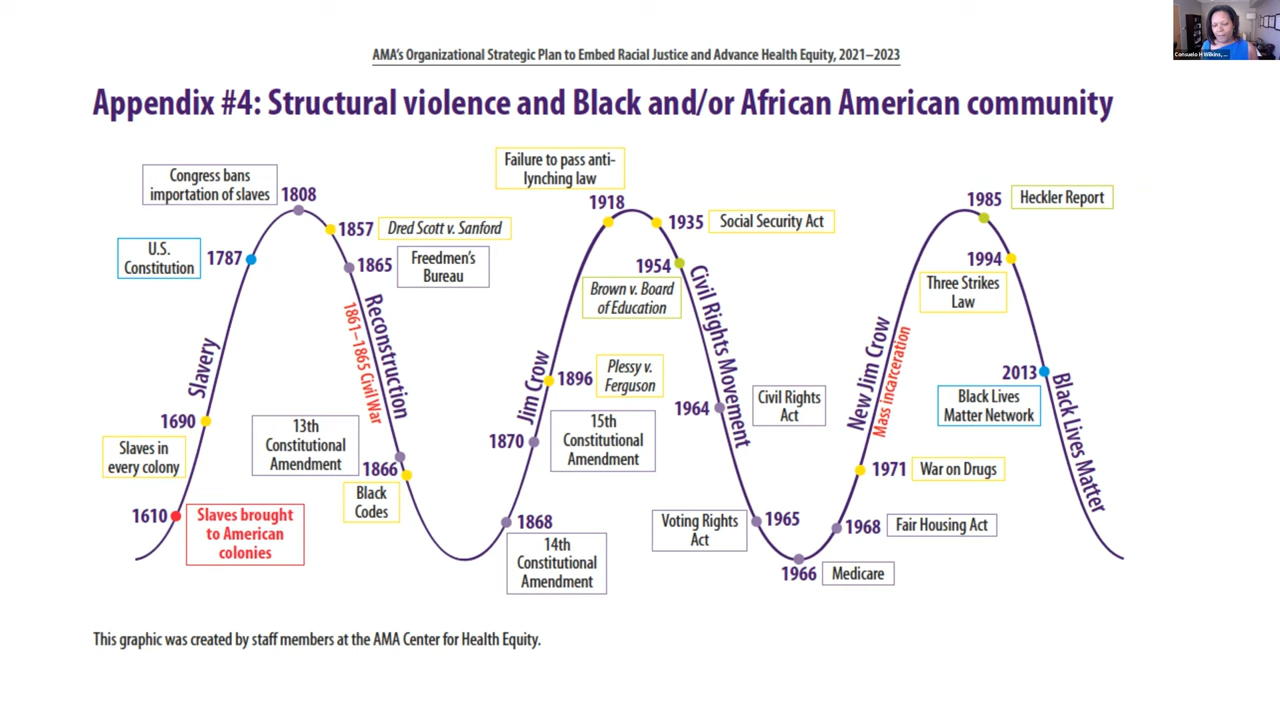 AMA's Organizational Strategic Plan to Embed Racial Justice and Advance Health Equity, 2021–2023
Consuelo H Wilkins, ...
Appendix #4: Structural violence and Black and/or African American community
Congress bans
importation of slaves
1808
U.S.
Constitution
1787
1857
Dred Scott v. Sanford
1865
Freedmen's
Bureau
Slavery
Reconstruction
1861–1865 Civil War
1690
Slaves in
every colony
1610
Slaves brought
to American
colonies
13th
Constitutional
Amendment
1866
Black
Codes
Failure to pass anti-
lynching law
1918
1935
Social Security Act
1954
Brown v. Board
of Education
Civil Rights Movement
Jim Crow
1896
Plessy v.
Ferguson
1870
15th
Constitutional
Amendment
1868
14th
Constitutional
Amendment
1964
Civil Rights
Act
Voting Rights
Act
1965
1966
Medicare
1968
Fair Housing Act
1971
War on Drugs
New Jim Crow
Mass incarceration
1985
Heckler Report
1994
Three Strikes
Law
2013
Black Lives
Matter Network
Black Lives Matter
This graphic was created by staff members at the AMA Center for Health Equity.